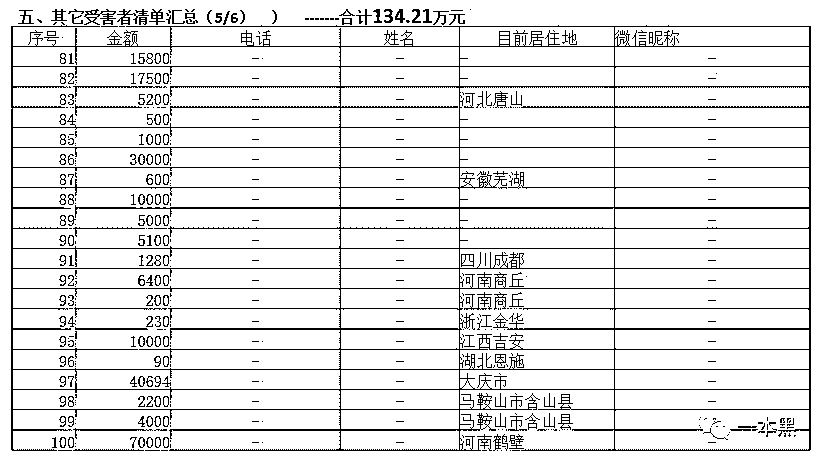 五、其它受害者清单汇总（5/6） ） -------合计134.21万元
序号 金额 电话 姓名 目前居住地 微信昵称
81 15800 — — — —
82 17500 — — — —
83 5200 — — 河北唐山 —
84 500 — — — —
85 1000 — — — —
86 30000 — — — —
87 600 — — 安徽芜湖 —
88 10000 — — — —
89 5000 — — — —
90 5100 — — — —
91 1280 — — 四川成都 —
92 6400 — — 河南商丘 —
93 200 — — 河南商丘 —
94 230 — — 浙江金华 —
95 10000 — — 江西吉安 —
96 90 — — 湖北恩施 —
97 40694 — — 大庆市 —
98 2200 — — 马鞍山市含山县 —
99 4000 — — 马鞍山市含山县 —
100 70000 — — 河南鹤壁 —
一本黑